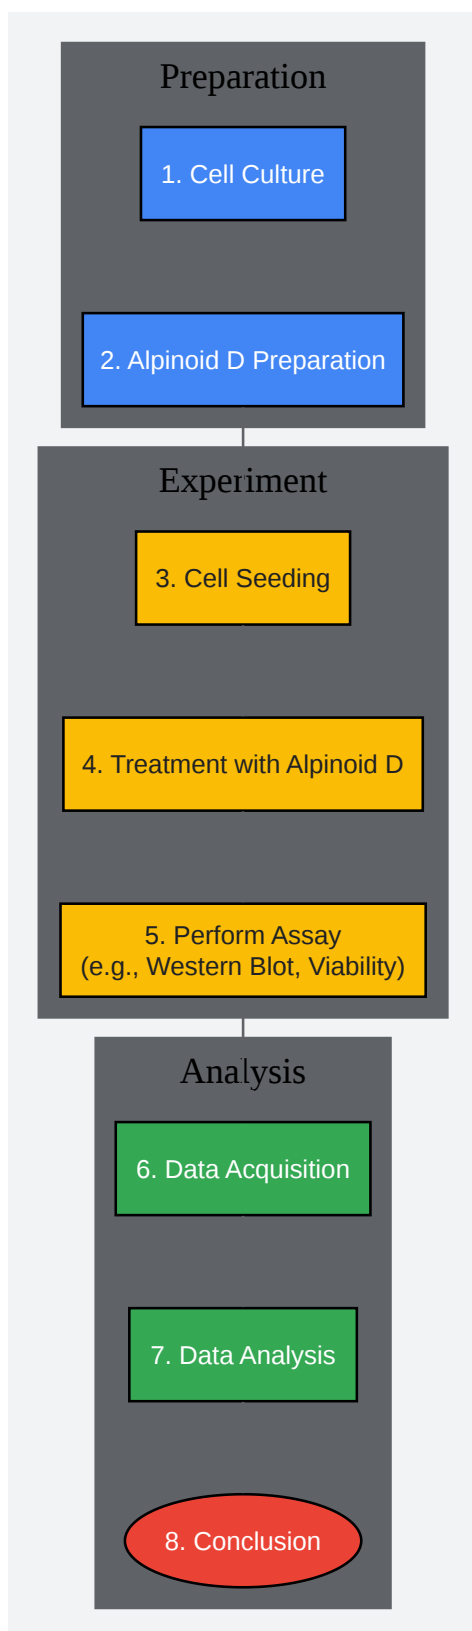 Preparation
1. Cell Culture
2. Alpinoid D Preparation
Experiment
3. Cell Seeding
4. Treatment with Alpinoid D
5. Perform Assay
(e.g., Western Blot, Viability)
Analysis
6. Data Acquisition
7. Data Analysis
8. Conclusion